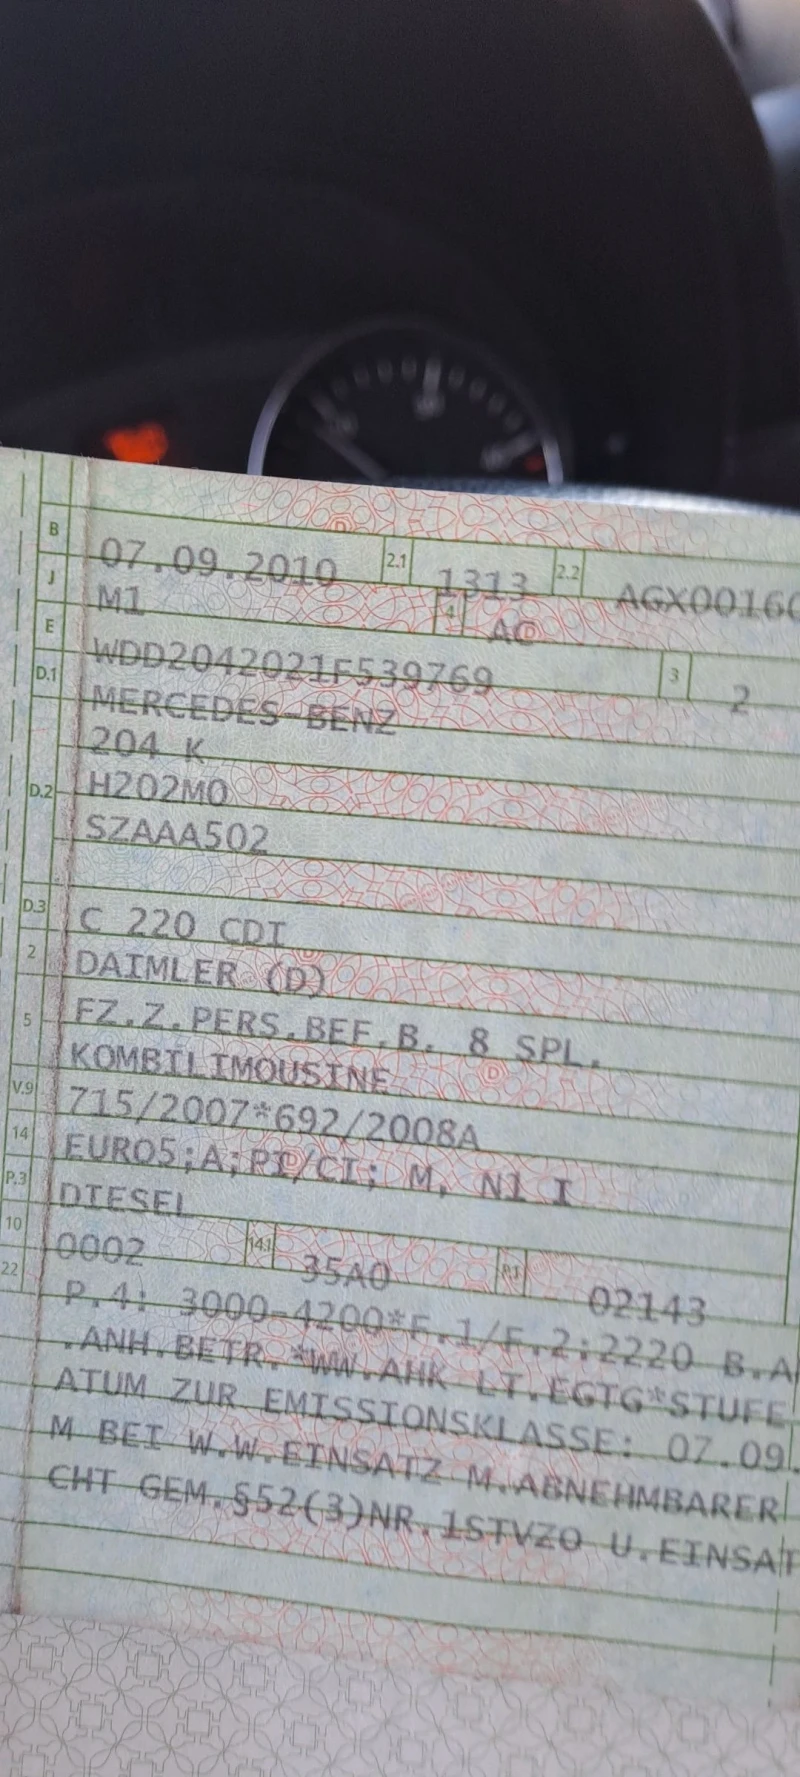 B 07.09.2010 2.1 1313 2.2 AGX00160
J M1 4 AC
E WDD2042021F539769 3 2
D.1 MERCEDES-BENZ
204 K
D.2 H202M0
SZAAA502
D.3 C 220 CDI
2 DAIMLER (D)
5 FZ.Z.PERS.BEF.B. 8 SPL.
KOMBILIMOUSINE
V.9 715/2007*692/2008A
14 EURO5;A;PI/CI; M, N1 I
P.3 DIESEL
10 0002 14.1 35A0 P.1 02143
22 P.4: 3000-4200*F.1/F.2:2220 B.A
.ANH.BETR.*WW.AHK LT.EGTG*STUFE
ATUM ZUR EMISSIONSKLASSE: 07.09.
M BEI W.W.EINSATZ M.ABNEHMBARER
CHT GEM.§52(3)NR.1STVZO U.EINSAT